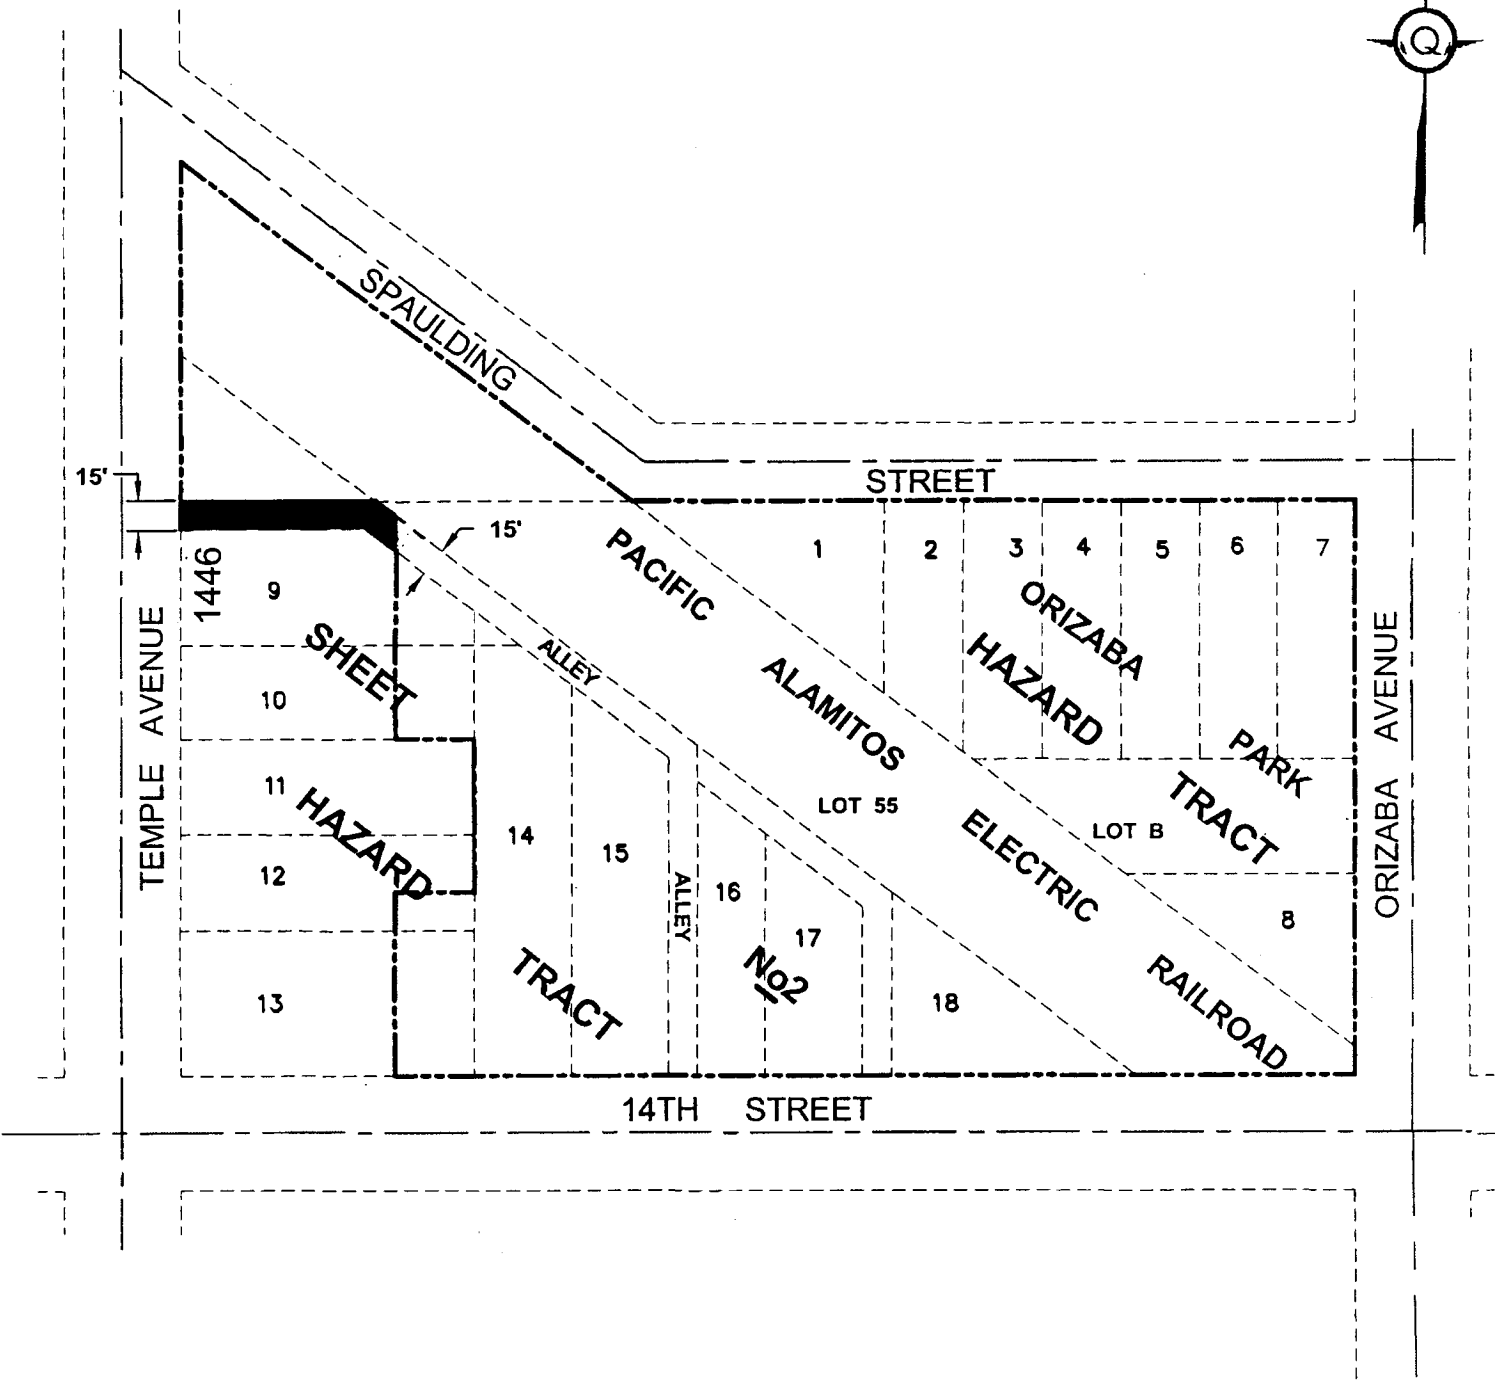 Q
SPAULDING
STREET
15'
15'
1446
1
2
3
4
5
6
7
PACIFIC
ALAMITOS
ELECTRIC
RAILROAD
ORIZABA
PARK
HAZARD
TRACT
9
SHEET
HAZARD
TRACT
No2
ALLEY
10
11
12
13
14
15
ALLEY
16
17
18
LOT 55
LOT B
8
TEMPLE AVENUE
ORIZABA AVENUE
14TH STREET